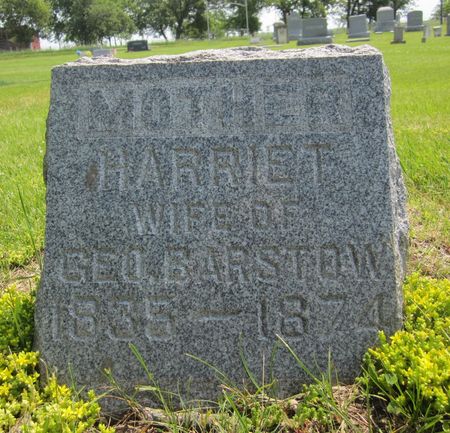 MOTHER
HARRIET
WIFE OF
GEO. BARSTOW
1835 — 1874